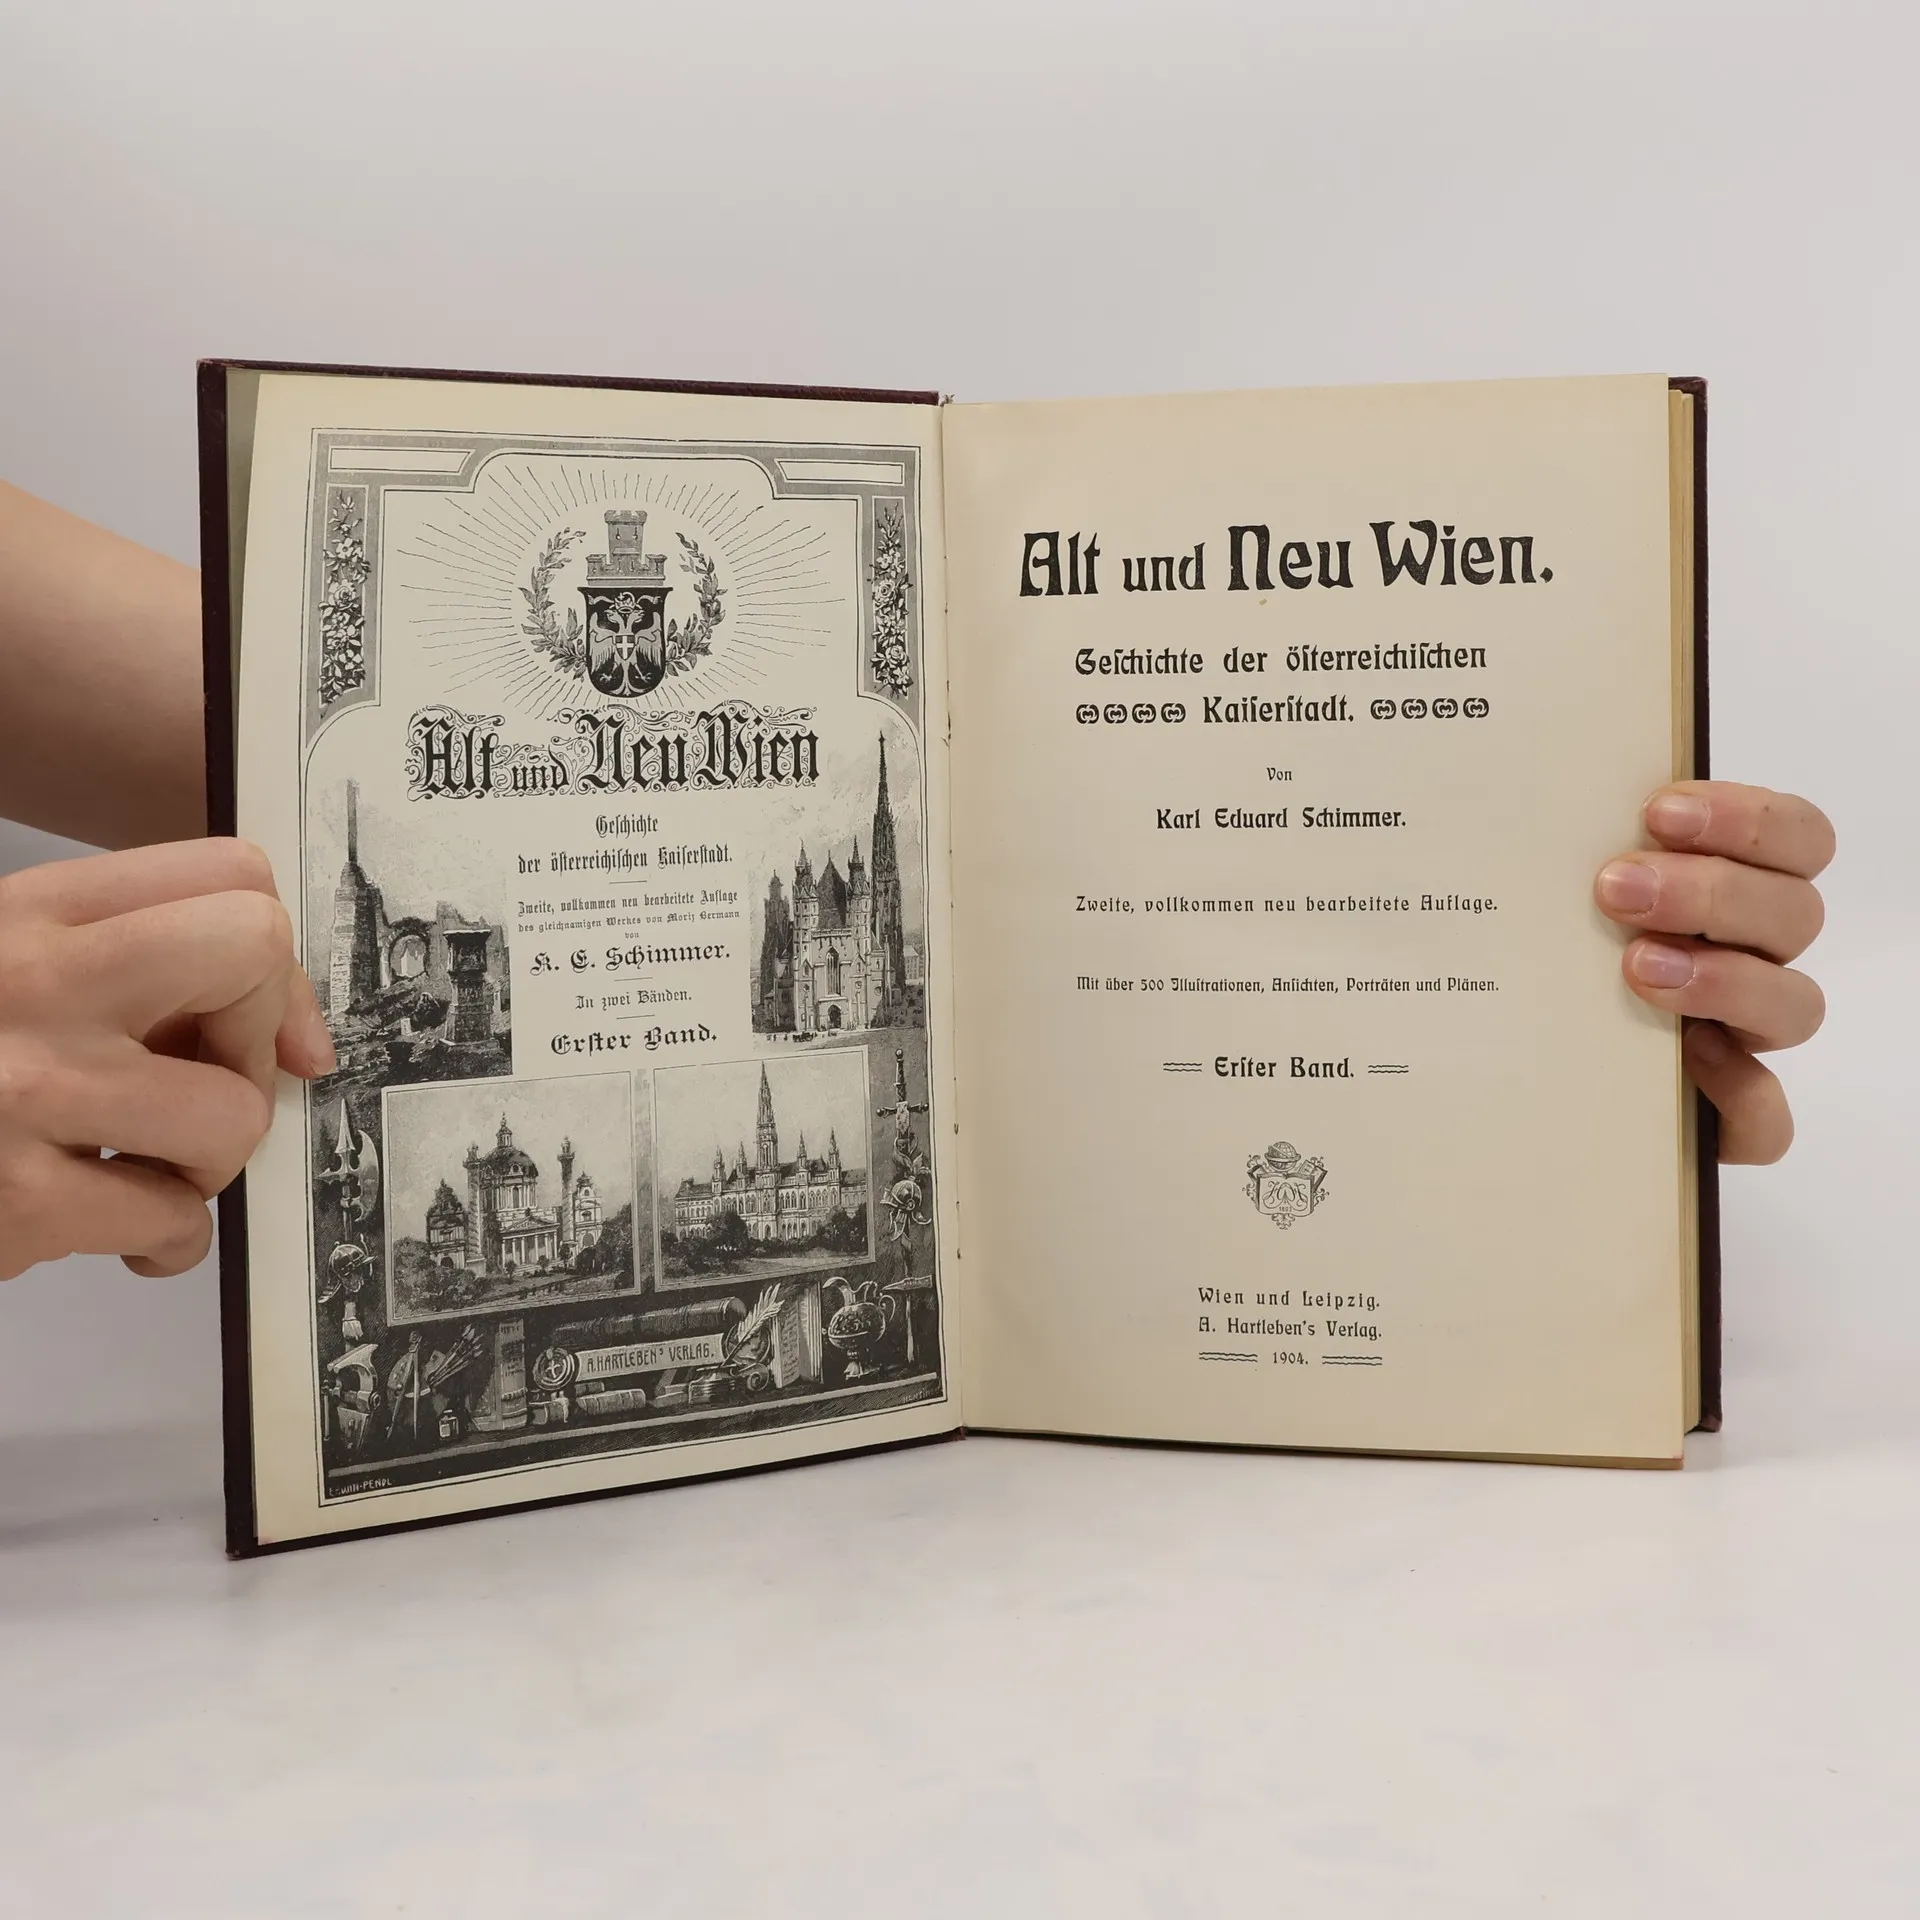 Alt und Neu Wien
Geſchichte
der öſterreichiſchen Kaiſerſtadt.
Zweite, vollkommen neu bearbeitete Auflage
des gleichnamigen Werkes von Moriz Bermann
von
K. E. Schimmer.
In zwei Bänden.
Erſter Band.
A. HARTLEBEN'S VERLAG.
Alt und Neu Wien.
Geſchichte der öſterreichiſchen
Kaiſerſtadt.
Von
Karl Eduard Schimmer.
Zweite, vollkommen neu bearbeitete Auflage.
Mit über 500 Illuſtrationen, Anſichten, Porträten und Plänen.
Erſter Band.
Wien und Leipzig.
A. Hartleben's Verlag.
1904.